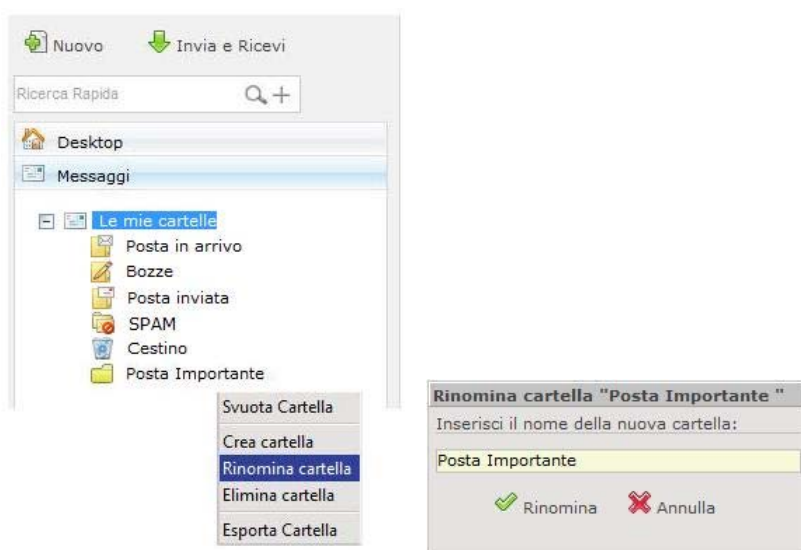 Nuovo Invia e Ricevi
Ricerca Rapida
Desktop
Messaggi
Le mie cartelle
Posta in arrivo
Bozze
Posta inviata
SPAM
Cestino
Posta Importante
Svuota Cartella
Crea cartella
Rinomina cartella
Elimina cartella
Esporta Cartella
Rinomina cartella "Posta Importante "
Inserisci il nome della nuova cartella:
Posta Importante
Rinomina Annulla